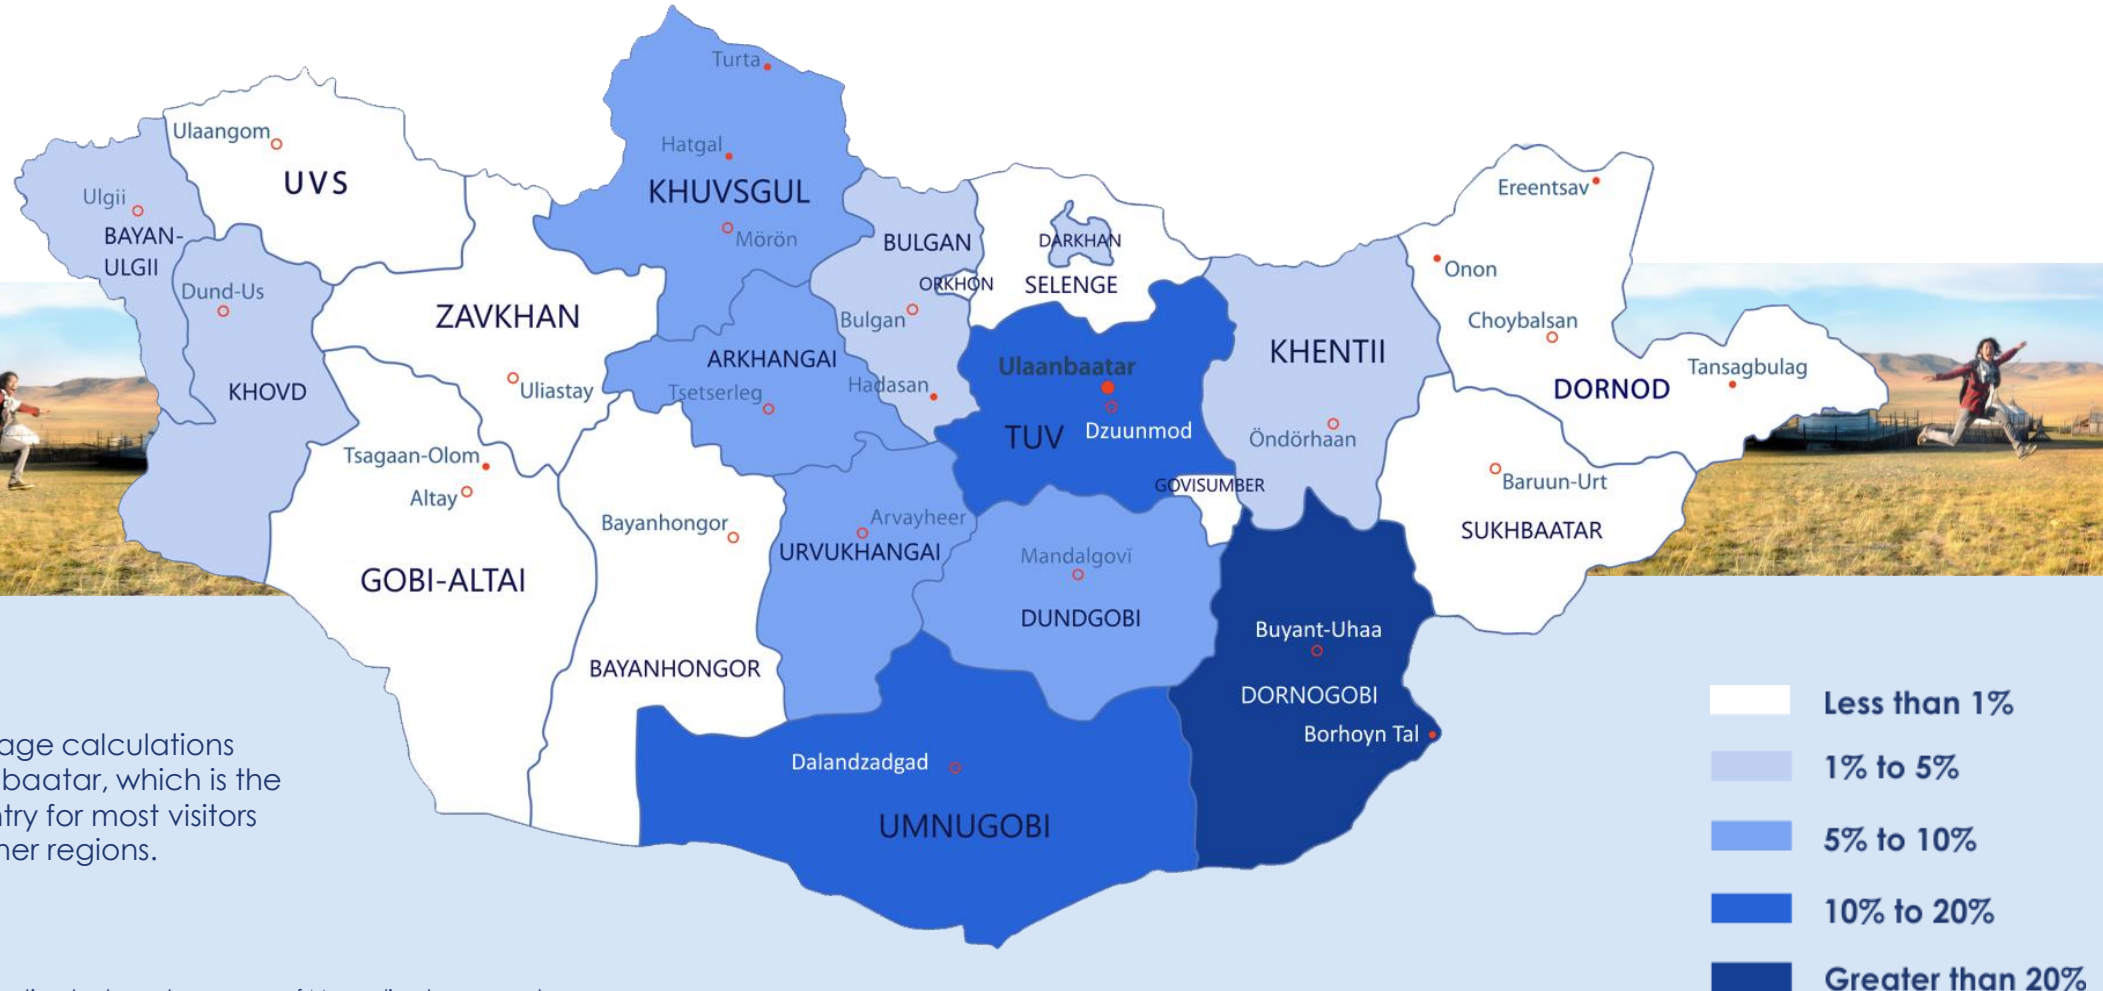 Turta
Ulaangom
Hatgal
UVS
KHUVSGUL
Ereentsav
Ulgii
BAYAN-
ULGII
Mörön
BULGAN
DARKHAN
Onon
Dund-Us
ORKHON
SELENGE
ZAVKHAN
Bulgan
Choybalsan
ARKHANGAI
Ulaanbaatar
KHENTII
Tansagbulag
KHOVD
Uliastay
Tsetserleg
Hadasan
DORNOD
TUV
Dzuunmod
Öndörhaan
Tsagaan-Olom
Altay
GOVISUMBER
Baruun-Urt
Bayanhongor
Arvayheer
SUKHBAATAR
URVUKHANGAI
Mandalgovĭ
GOBI-ALTAI
DUNDGOBI
Buyant-Uhaa
BAYANHONGOR
DORNOGOBI
Borhoyn Tal
Dalandzadgad
UMNUGOBI
Less than 1%
1% to 5%
5% to 10%
10% to 20%
Greater than 20%
age calculations
baatar, which is the
try for most visitors
her regions.